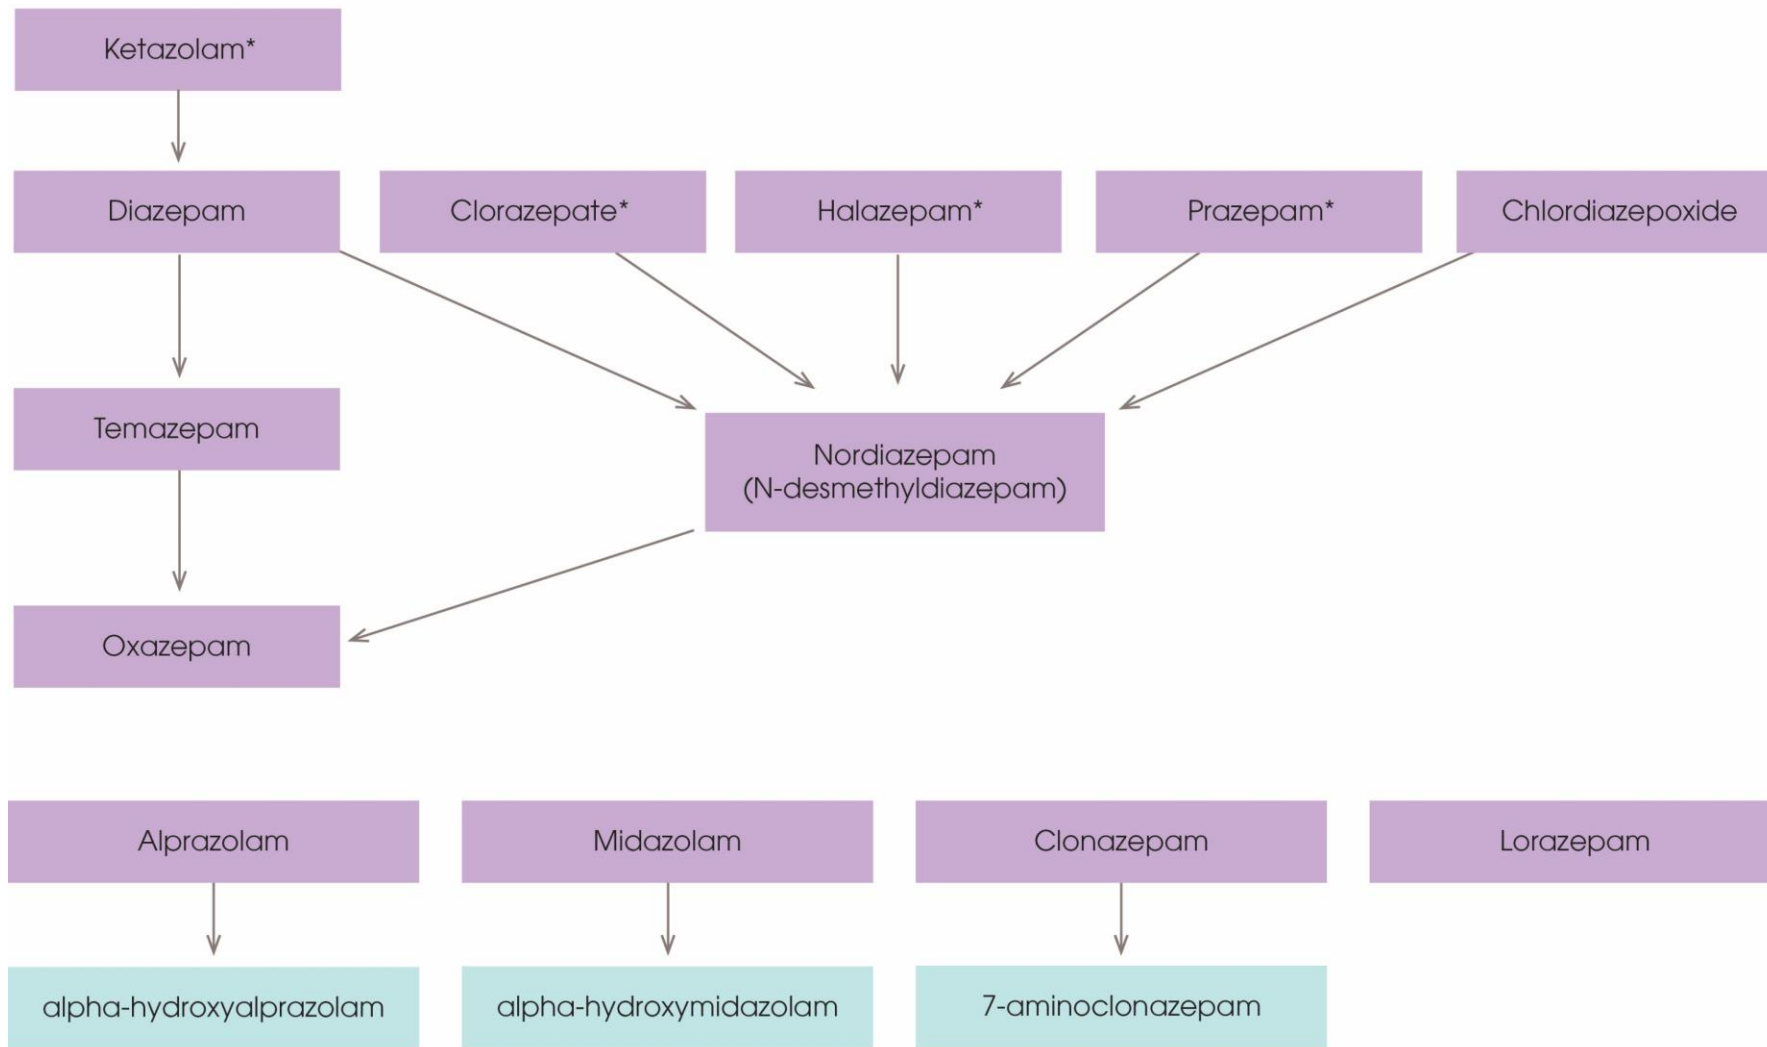 Ketazolam*
Diazepam
Clorazepate*
Halazepam*
Prazepam*
Chlordiazepoxide
Temazepam
Nordiazepam
(N-desmethyldiazepam)
Oxazepam
Alprazolam
Midazolam
Clonazepam
Lorazepam
alpha-hydroxyalprazolam
alpha-hydroxymidazolam
7-aminoclonazepam